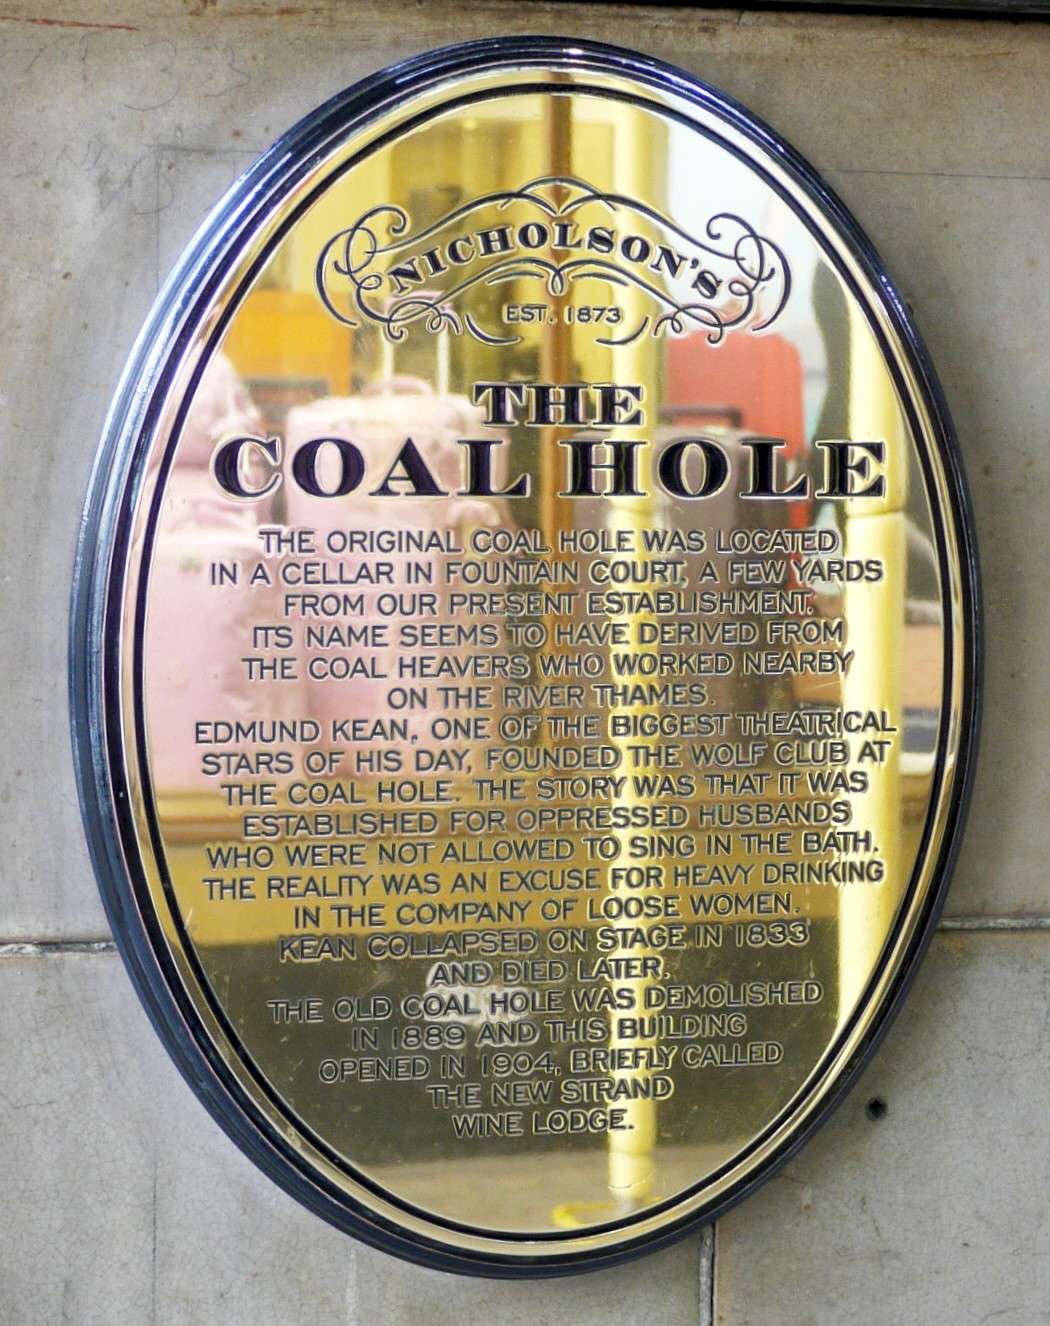 NICHOLSON'S
EST. 1873
THE
COAL HOLE
THE ORIGINAL COAL HOLE WAS LOCATED
IN A CELLAR IN FOUNTAIN COURT, A FEW YARDS
FROM OUR PRESENT ESTABLISHMENT.
ITS NAME SEEMS TO HAVE DERIVED FROM
THE COAL HEAVERS WHO WORKED NEARBY
ON THE RIVER THAMES.
EDMUND KEAN, ONE OF THE BIGGEST THEATRICAL
STARS OF HIS DAY, FOUNDED THE WOLF CLUB AT
THE COAL HOLE. THE STORY WAS THAT IT WAS
ESTABLISHED FOR OPPRESSED HUSBANDS
WHO WERE NOT ALLOWED TO SING IN THE BATH.
THE REALITY WAS AN EXCUSE FOR HEAVY DRINKING
IN THE COMPANY OF LOOSE WOMEN.
KEAN COLLAPSED ON STAGE IN 1833
AND DIED LATER.
THE OLD COAL HOLE WAS DEMOLISHED
IN 1889 AND THIS BUILDING
OPENED IN 1904, BRIEFLY CALLED
THE NEW STRAND
WINE LODGE.